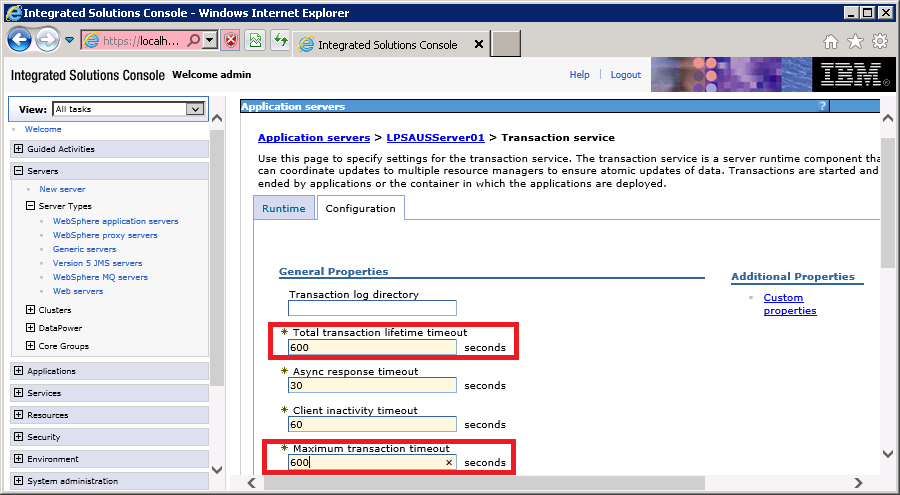 Integrated Solutions Console - Windows Internet Explorer
https://localh...
Integrated Solutions Console
Integrated Solutions Console Welcome admin
Help
Logout
IBM®
View: All tasks
Welcome
Guided Activities
Servers
New server
Server Types
WebSphere application servers
WebSphere proxy servers
Generic servers
Version 5 JMS servers
WebSphere MQ servers
Web servers
Clusters
DataPower
Core Groups
Applications
Services
Resources
Security
Environment
System administration
Application servers
?
Application servers > LPSAUSServer01 > Transaction service
Use this page to specify settings for the transaction service. The transaction service is a server runtime component tha
can coordinate updates to multiple resource managers to ensure atomic updates of data. Transactions are started and
ended by applications or the container in which the applications are deployed.
Runtime
Configuration
General Properties
Transaction log directory
* Total transaction lifetime timeout
600 seconds
* Async response timeout
30 seconds
* Client inactivity timeout
60 seconds
* Maximum transaction timeout
600 × seconds
Additional Properties
Custom
properties